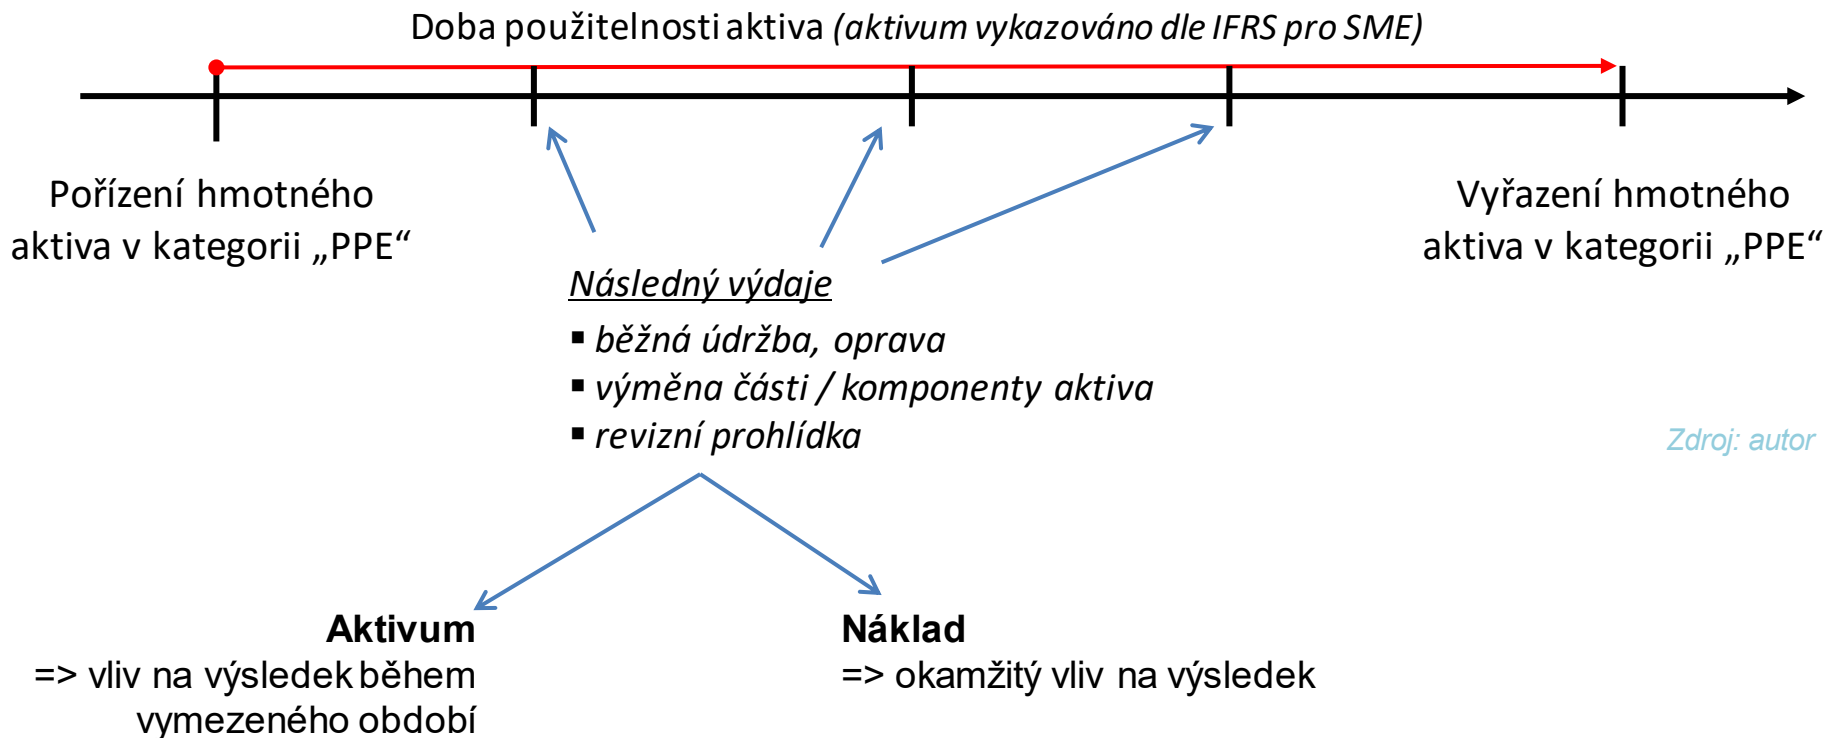 Doba použitelnosti aktiva (aktivum vykazováno dle IFRS pro SME)
Pořízení hmotného
aktiva v kategorii „PPE“
Vyřazení hmotného
aktiva v kategorii „PPE“
Následný výdaje
▪ běžná údržba, oprava
▪ výměna části / komponenty aktiva
▪ revizní prohlídka
Zdroj: autor
Aktivum
=> vliv na výsledek během
vymezeného období
Náklad
=> okamžitý vliv na výsledek